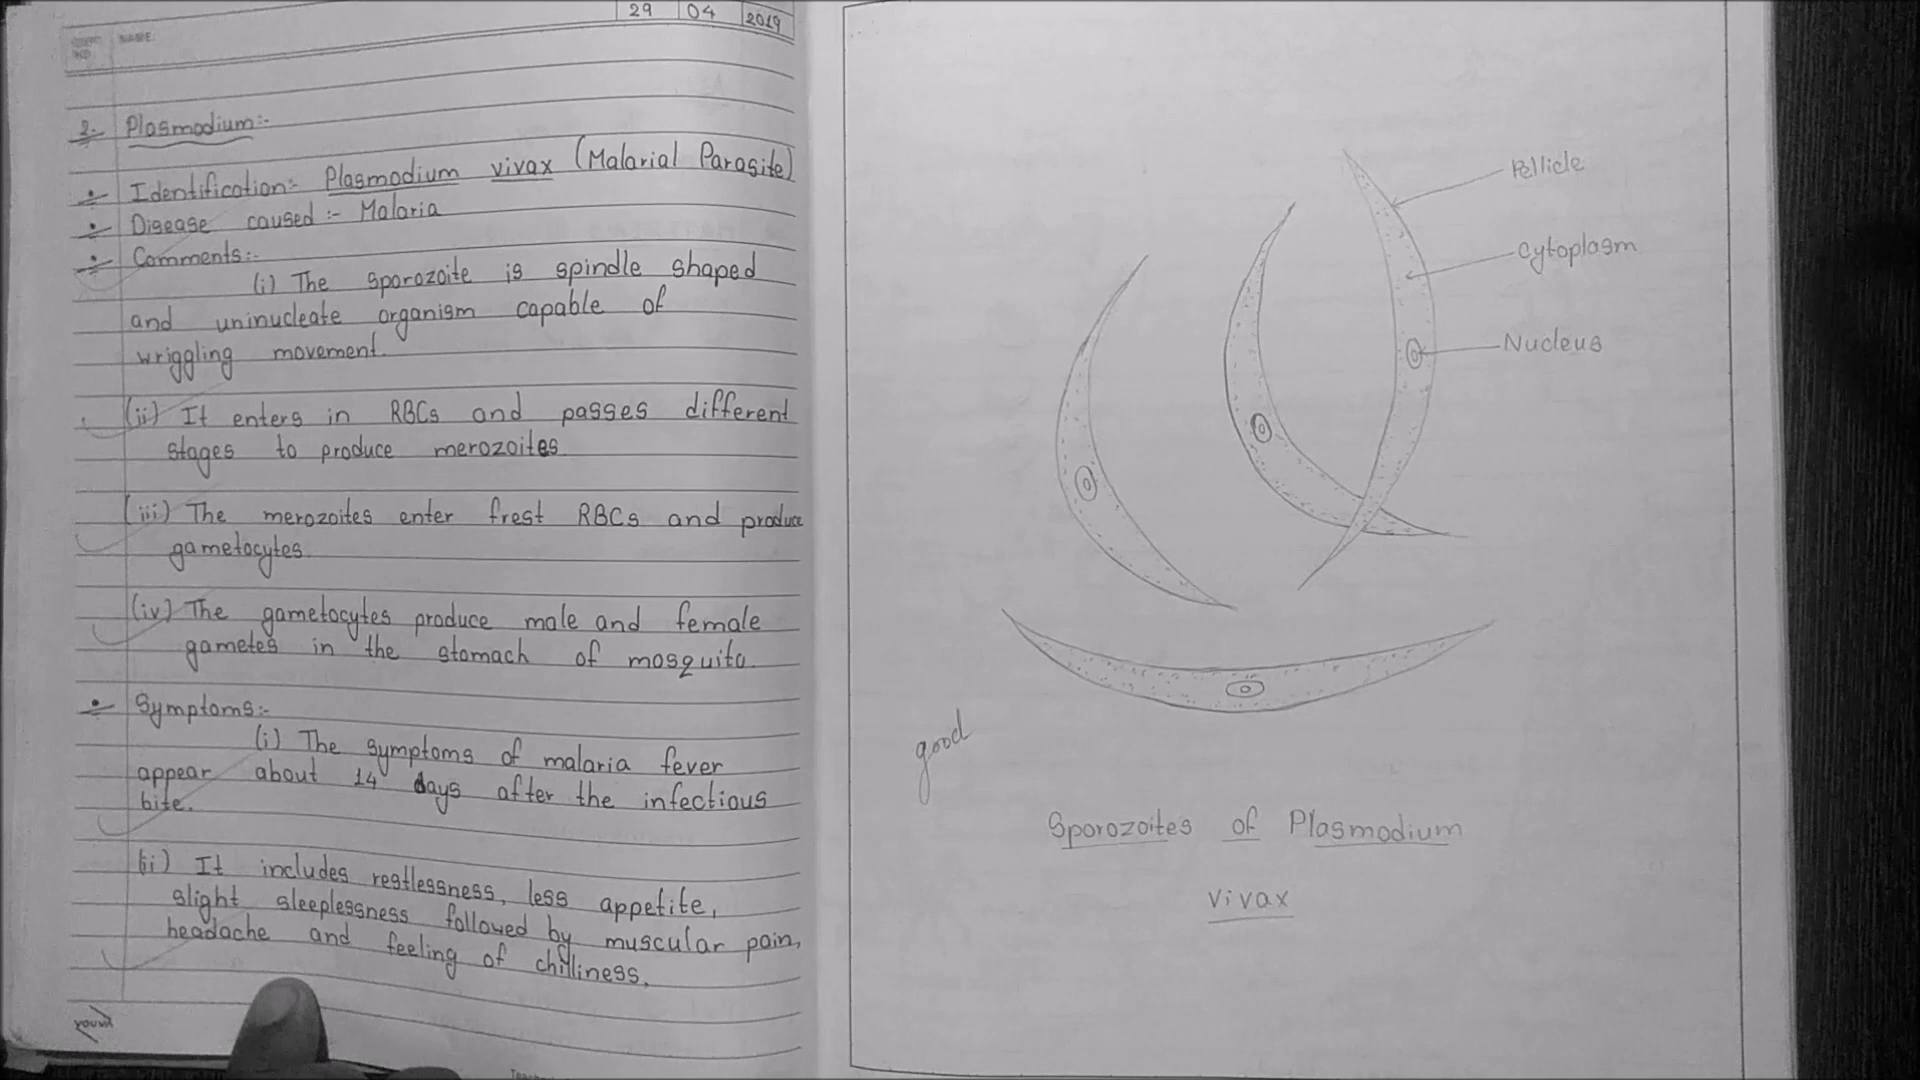 29 04 2019
NAME:
2. Plasmodium:-
Identification:- Plasmodium vivax (Malarial Parasite)
Disease caused:- Malaria
Comments:-
(i) The sporozoite is spindle shaped
and uninucleate organism capable of
wriggling movement.
(ii) It enters in RBCs and passes different
stages to produce merozoites
(iii) The merozoites enter frest RBCs and produce
gametocytes.
(iv) The gametocytes produce male and female
gametes in the stomach of mosquito.
Symptoms:-
(i) The symptoms of malaria fever
appear about 14 days after the infectious
bite.
(ii) It includes restlessness, less appetite,
slight sleeplessness followed by muscular pain,
headache and feeling of chilliness.
Pellicle
Cytoplasm
Nucleus
good
Sporozoites of Plasmodium
vivax